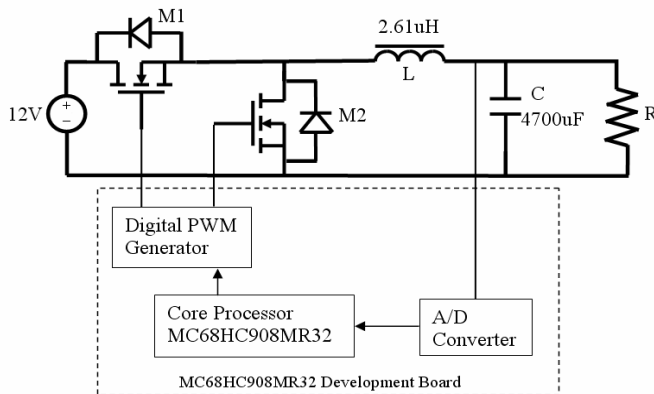 M1
2.61uH
L
12V
+
−
M2
C
4700uF
R
Digital PWM
Generator
Core Processor
MC68HC908MR32
A/D
Converter
MC68HC908MR32 Development Board